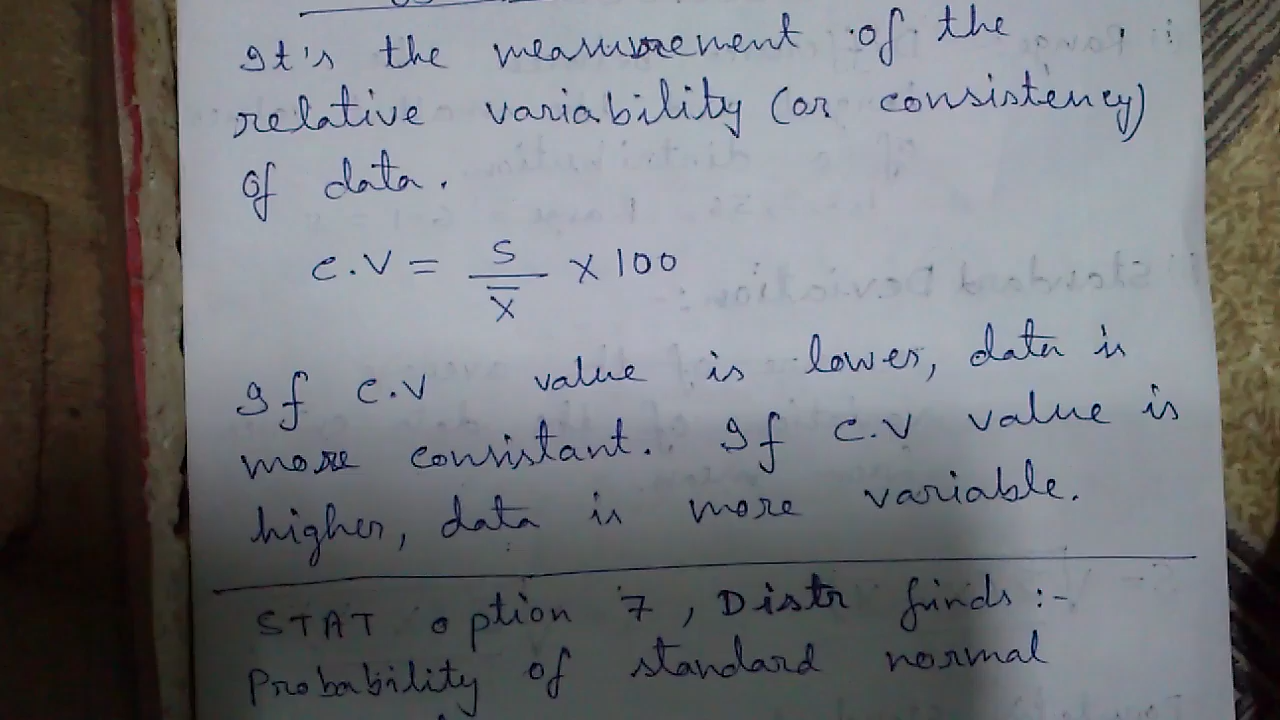 It's the measurement of the
relative variability (or consistency)
of data.
C.V = S / x̄ × 100
If C.V value is lower, data is
more consistant. If C.V value is
higher, data is more variable.
STAT option 7, Distr finds :-
Probability of standard normal